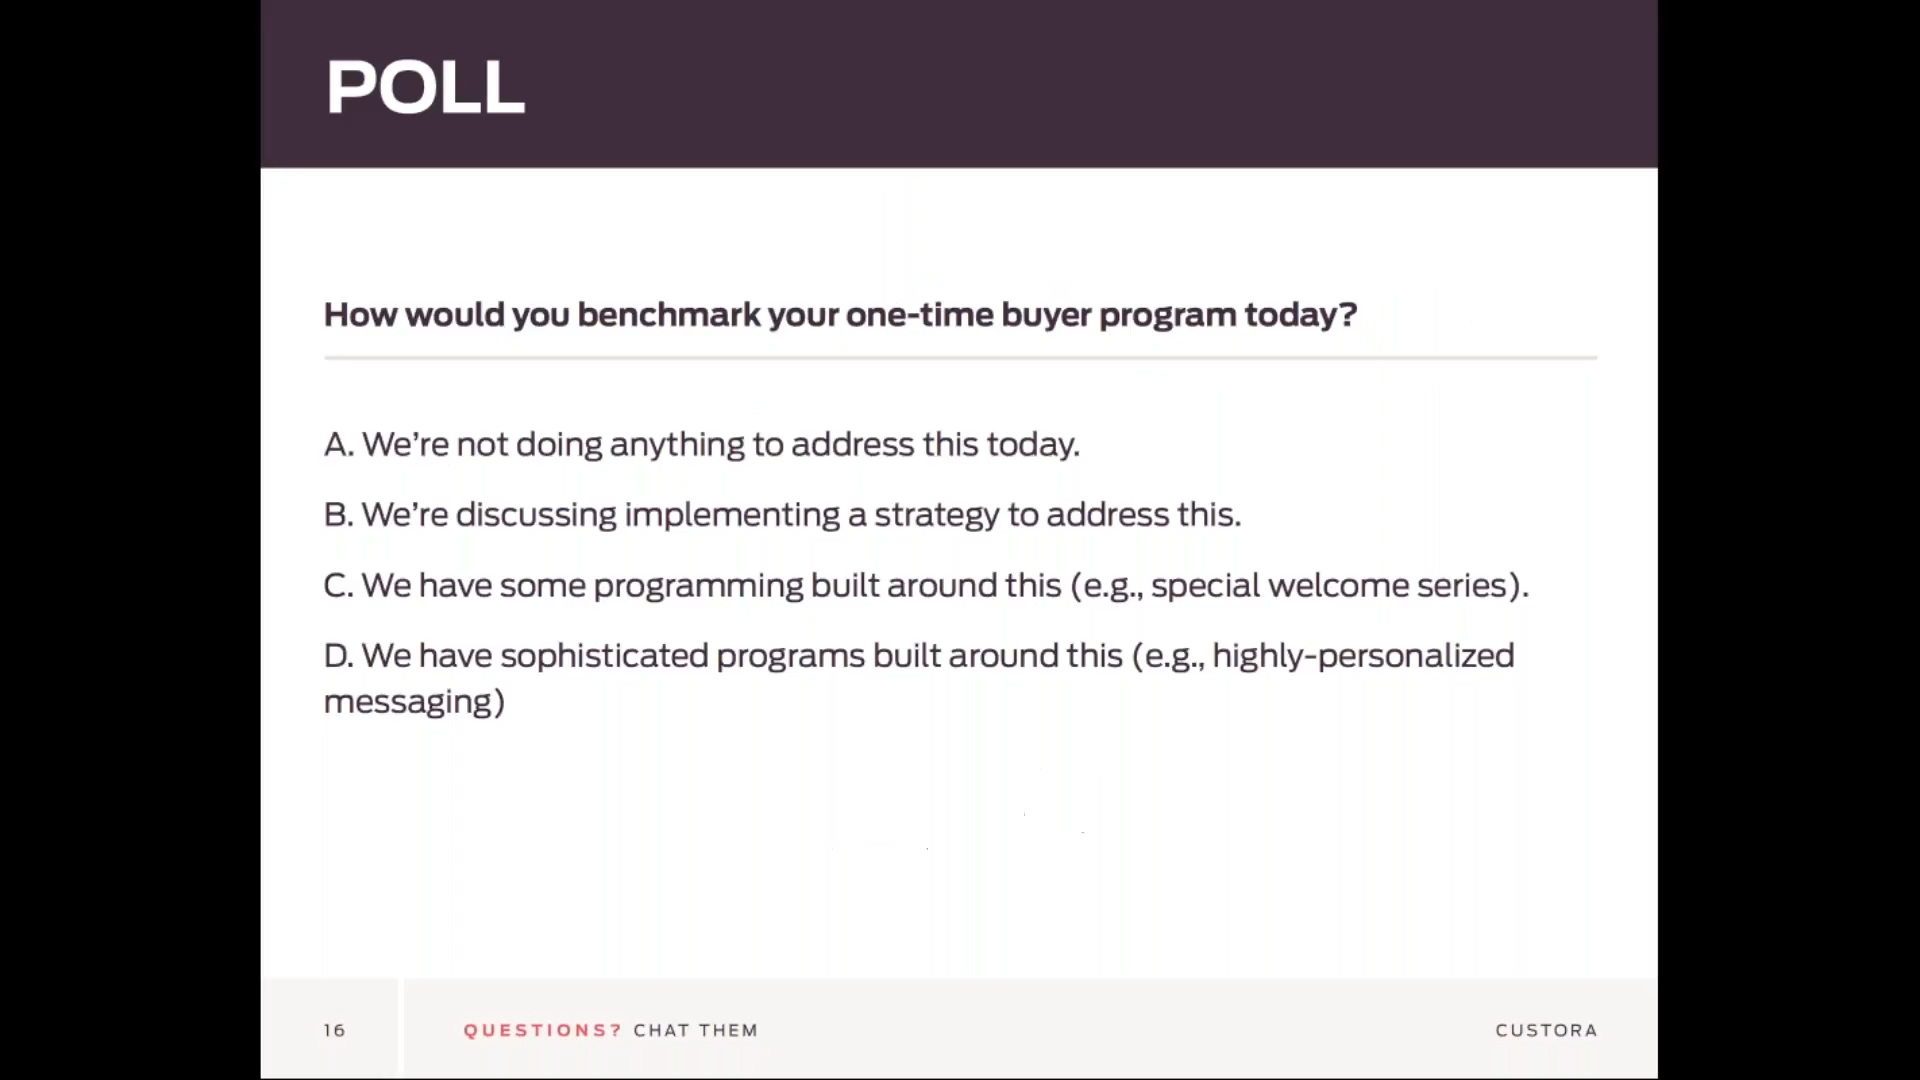 POLL
How would you benchmark your one-time buyer program today?
A. We’re not doing anything to address this today.
B. We’re discussing implementing a strategy to address this.
C. We have some programming built around this (e.g., special welcome series).
D. We have sophisticated programs built around this (e.g., highly-personalized
messaging)
16
QUESTIONS? CHAT THEM
CUSTORA